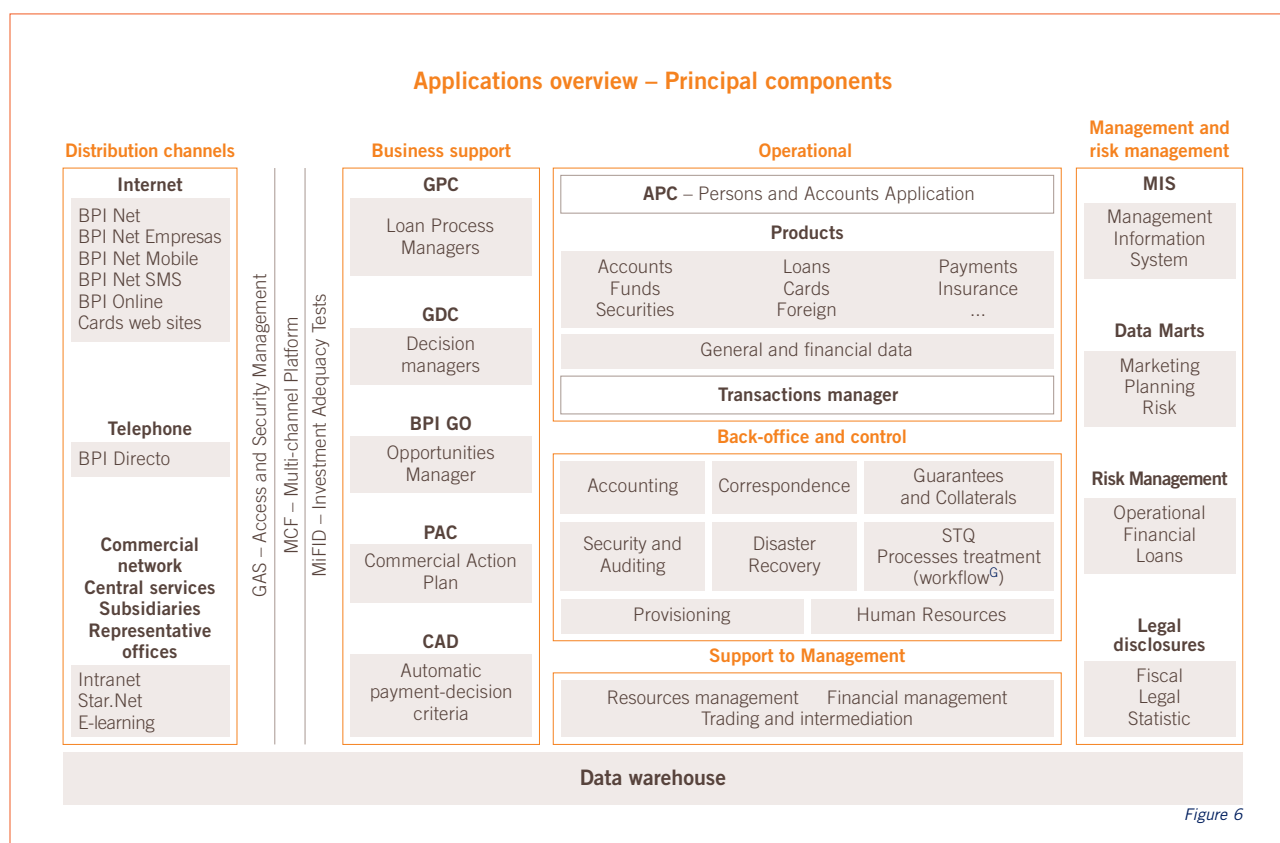 Applications overview – Principal components
Distribution channels
Internet
BPI Net
BPI Net Empresas
BPI Net Mobile
BPI Net SMS
BPI Online
Cards web sites
Telephone
BPI Directo
Commercial
network
Central services
Subsidiaries
Representative
offices
Intranet
Star.Net
E-learning
GAS – Access and Security Management
MCF – Multi-channel Platform
MiFID – Investment Adequacy Tests
Business support
GPC
Loan Process
Managers
GDC
Decision
managers
BPI GO
Opportunities
Manager
PAC
Commercial Action
Plan
CAD
Automatic
payment-decision
criteria
Operational
APC – Persons and Accounts Application
Products
Accounts Loans Payments
Funds Cards Insurance
Securities Foreign ...
General and financial data
Transactions manager
Back-office and control
Accounting
Correspondence
Guarantees
and Collaterals
Security and
Auditing
Disaster
Recovery
STQ
Processes treatment
(workflowG)
Provisioning
Human Resources
Support to Management
Resources management Financial management
Trading and intermediation
Management and
risk management
MIS
Management
Information
System
Data Marts
Marketing
Planning
Risk
Risk Management
Operational
Financial
Loans
Legal
disclosures
Fiscal
Legal
Statistic
Data warehouse
Figure 6